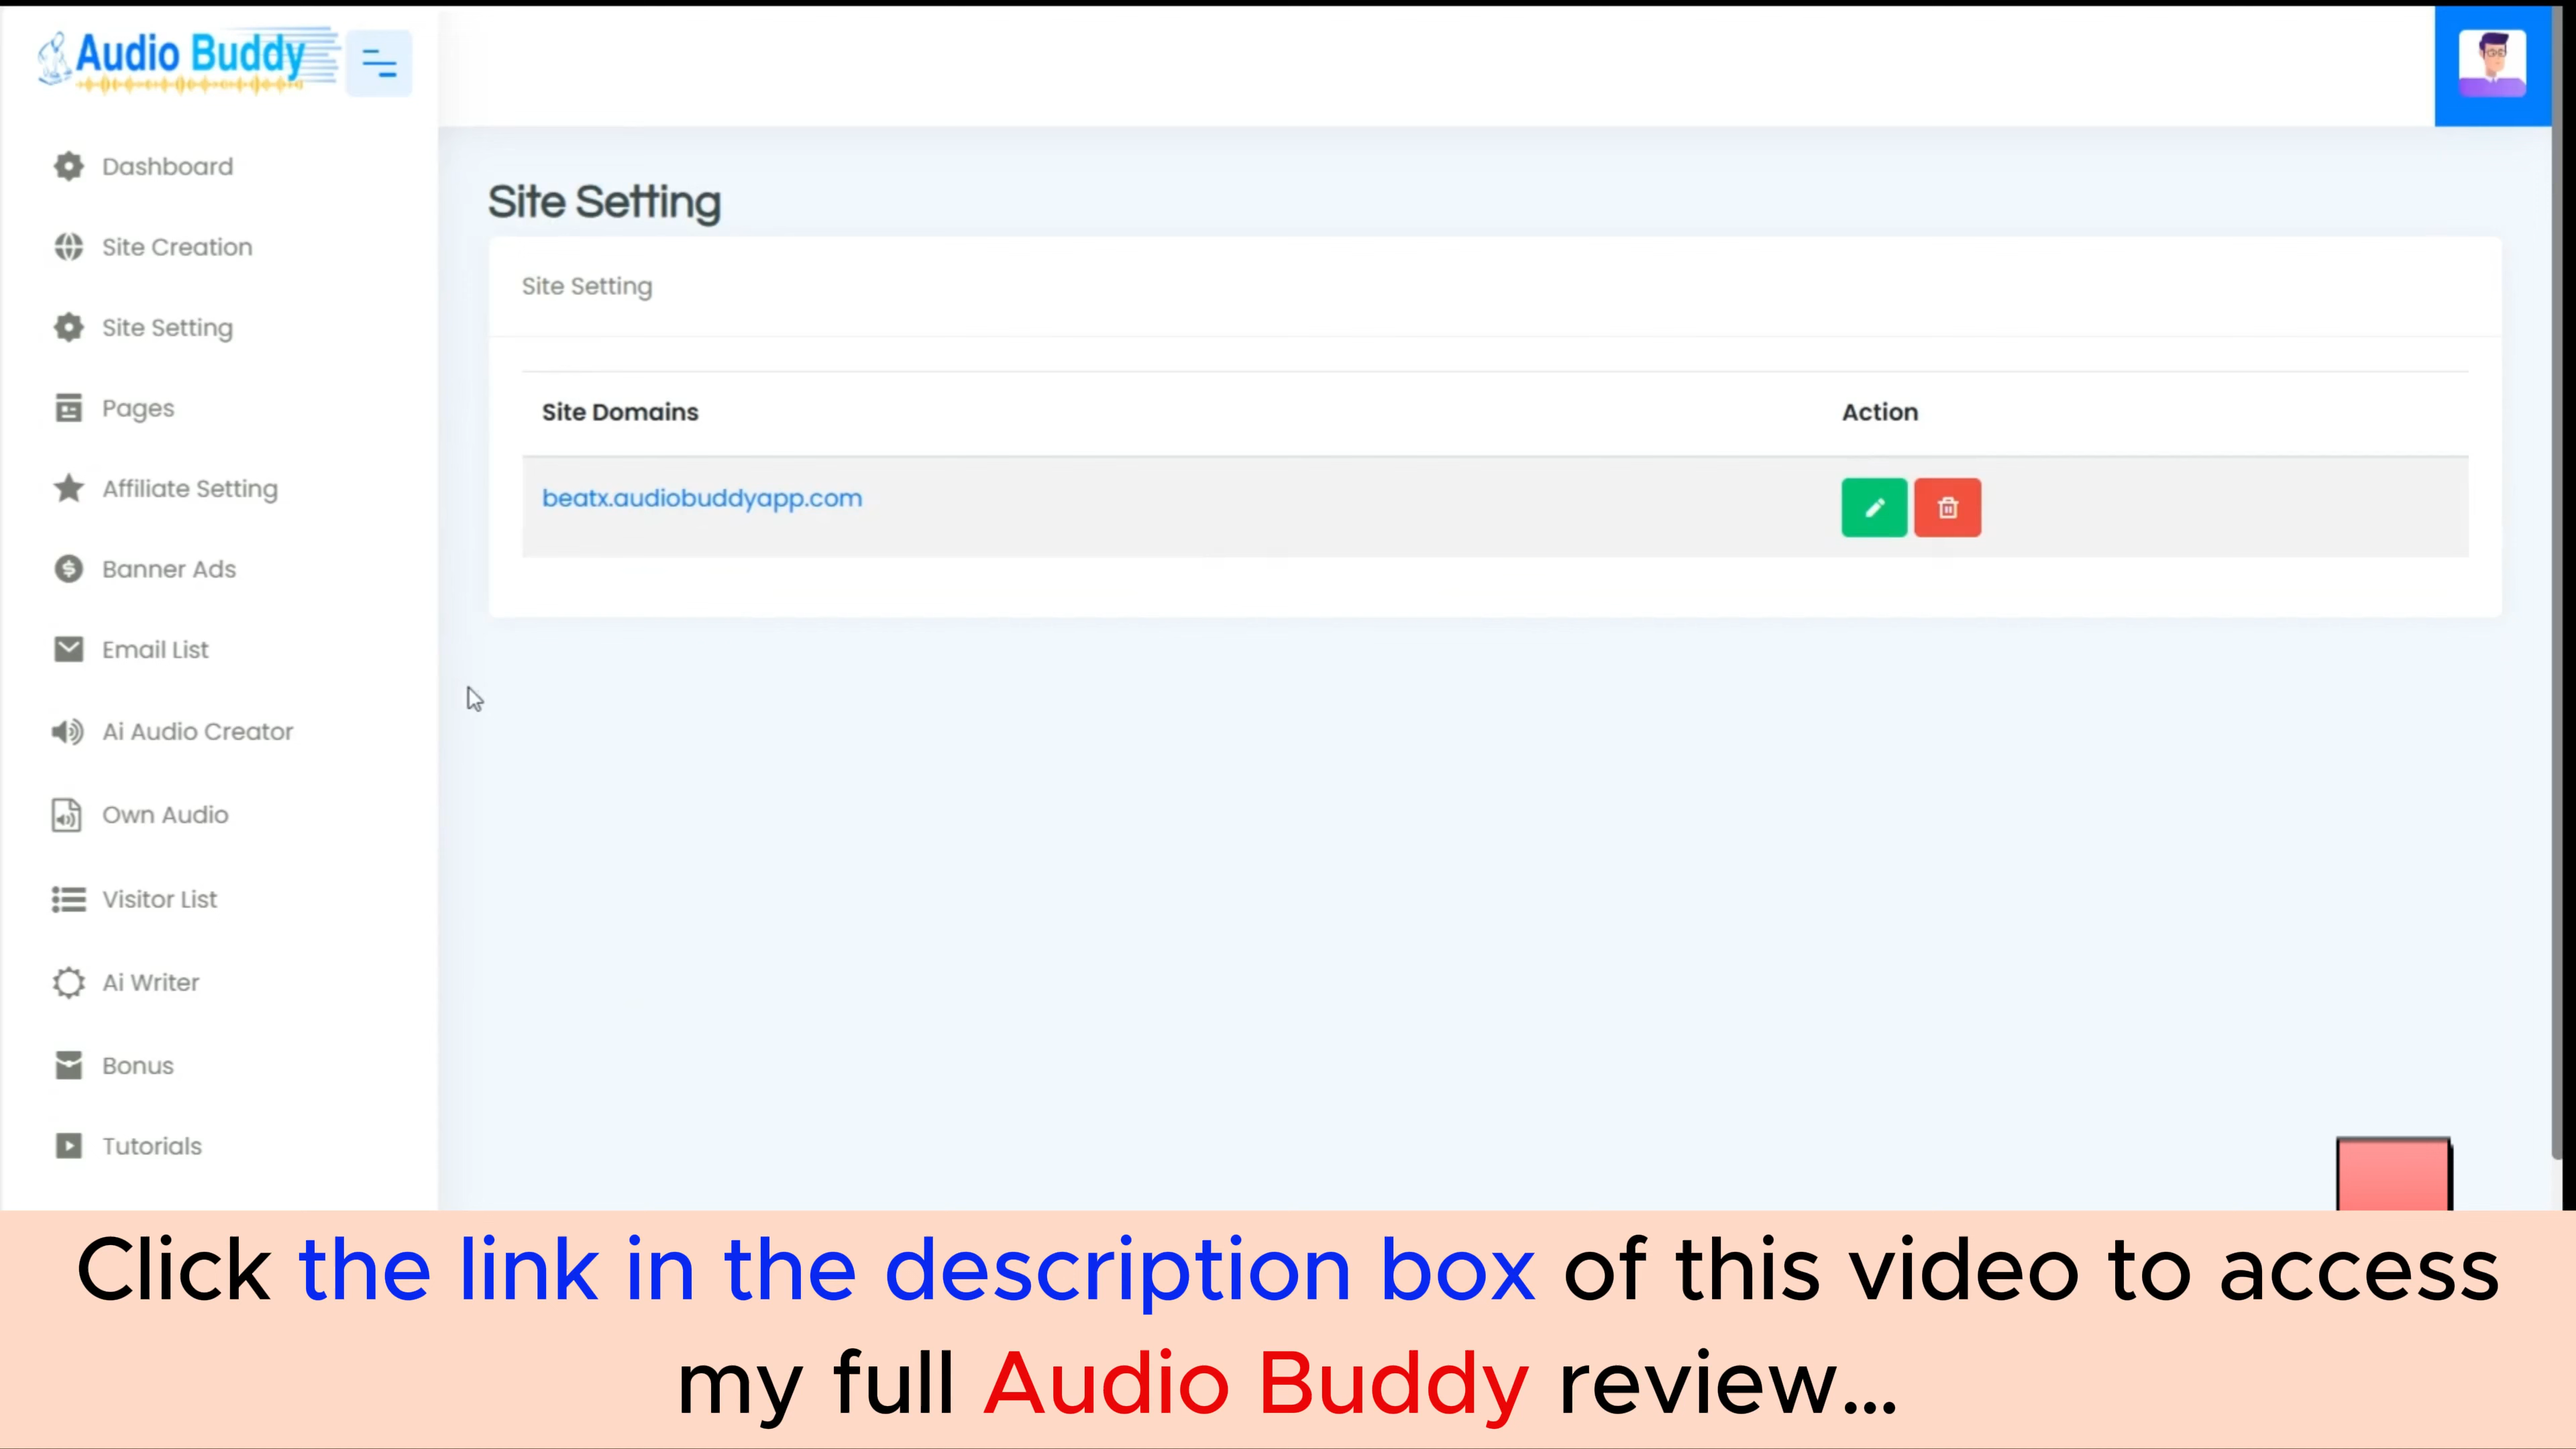 Audio Buddy
Dashboard
Site Creation
Site Setting
Pages
Affiliate Setting
Banner Ads
Email List
Ai Audio Creator
Own Audio
Visitor List
Ai Writer
Bonus
Tutorials
Site Setting
Site Setting
Site Domains Action
beatx.audiobuddyapp.com
Click the link in the description box of this video to access
my full Audio Buddy review...